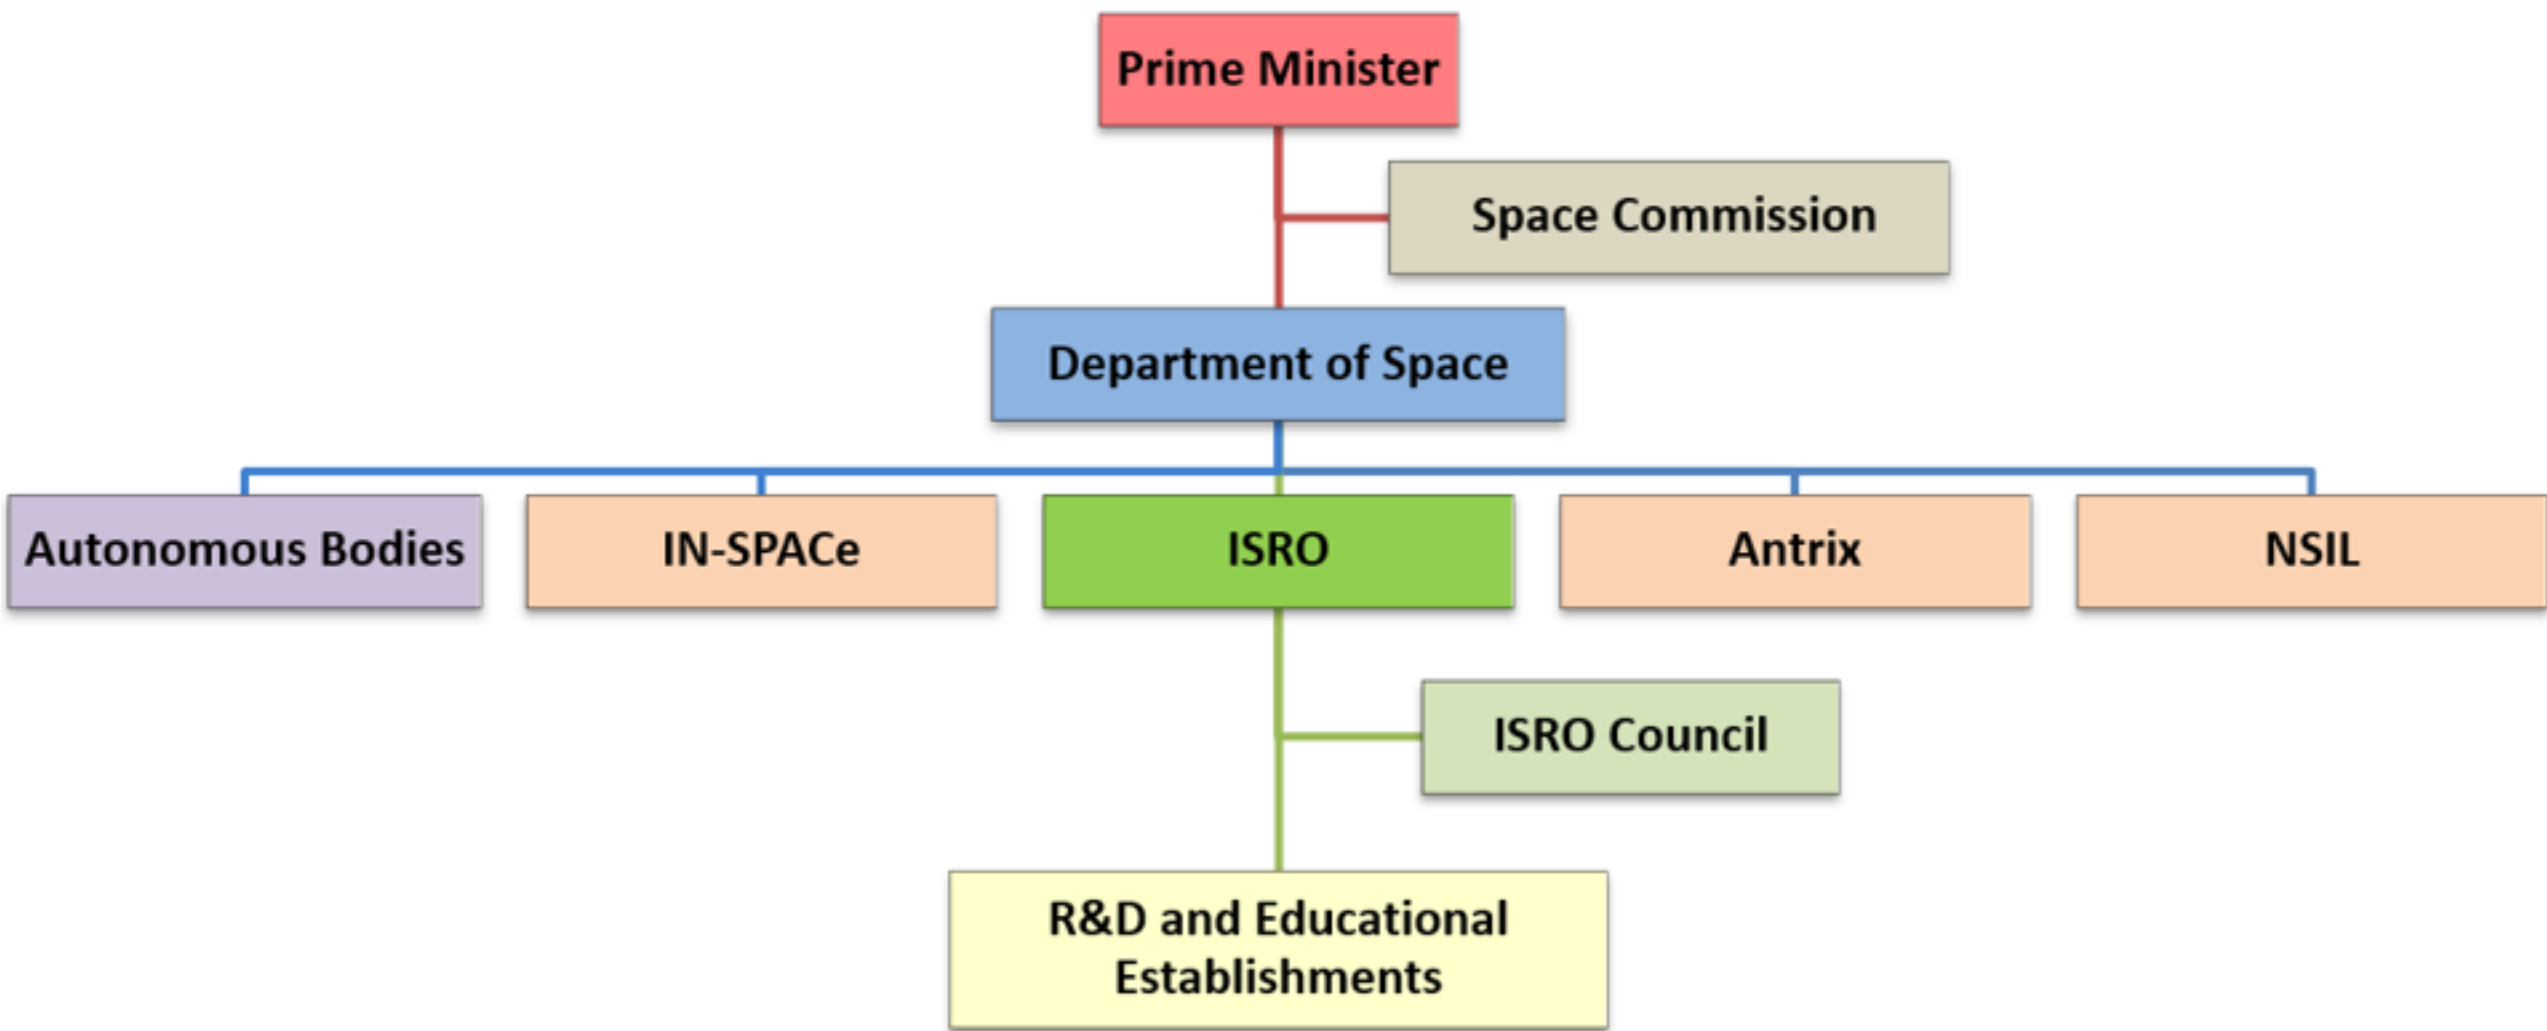 Prime Minister
Space Commission
Department of Space
Autonomous Bodies
IN-SPACe
ISRO
Antrix
NSIL
ISRO Council
R&D and Educational
Establishments